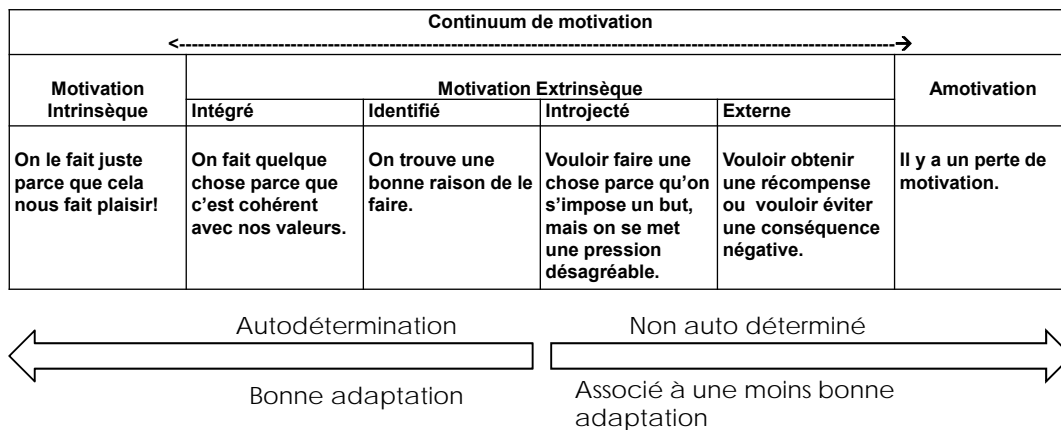 Continuum de motivation
<------------------------------------------------------------------------------------------------------------------→
Motivation
Intrinsèque
Motivation Extrinsèque
Amotivation
Intégré
Identifié
Introjecté
Externe
On le fait juste
parce que cela
nous fait plaisir!
On fait quelque
chose parce que
c’est cohérent
avec nos valeurs.
On trouve une
bonne raison de le
faire.
Vouloir faire une
chose parce qu’on
s’impose un but,
mais on se met
une pression
désagréable.
Vouloir obtenir
une récompense
ou vouloir éviter
une conséquence
négative.
Il y a un perte de
motivation.
Autodétermination
Non auto déterminé
Bonne adaptation
Associé à une moins bonne
adaptation